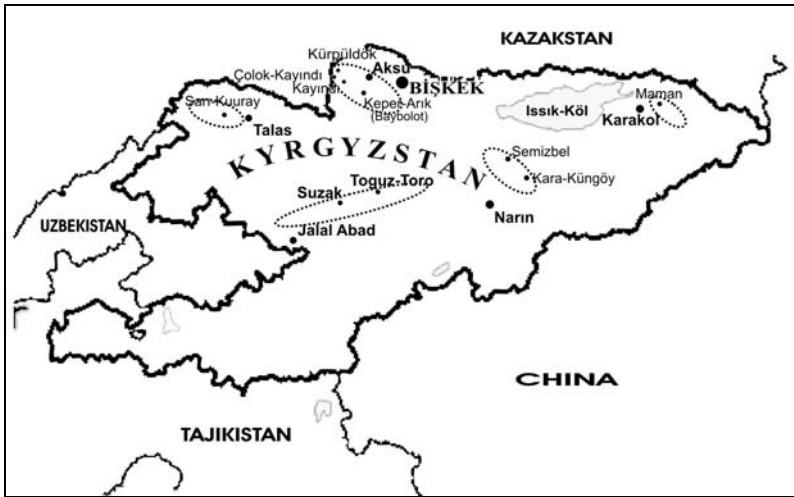 KAZAKSTAN
Kürpüldök
Aksu
Çolok-Kayındı
Kayındı
BİŞKEK
Kepeç-Arık
(Baybolot)
Maman
Issık-Köl
Karakol
Sarı-Kuuray
Talas
KYRGYZSTAN
Semizbel
Kara-Küngöy
Toguz-Toro
Suzak
Narın
UZBEKISTAN
Jalal Abad
CHINA
TAJIKISTAN